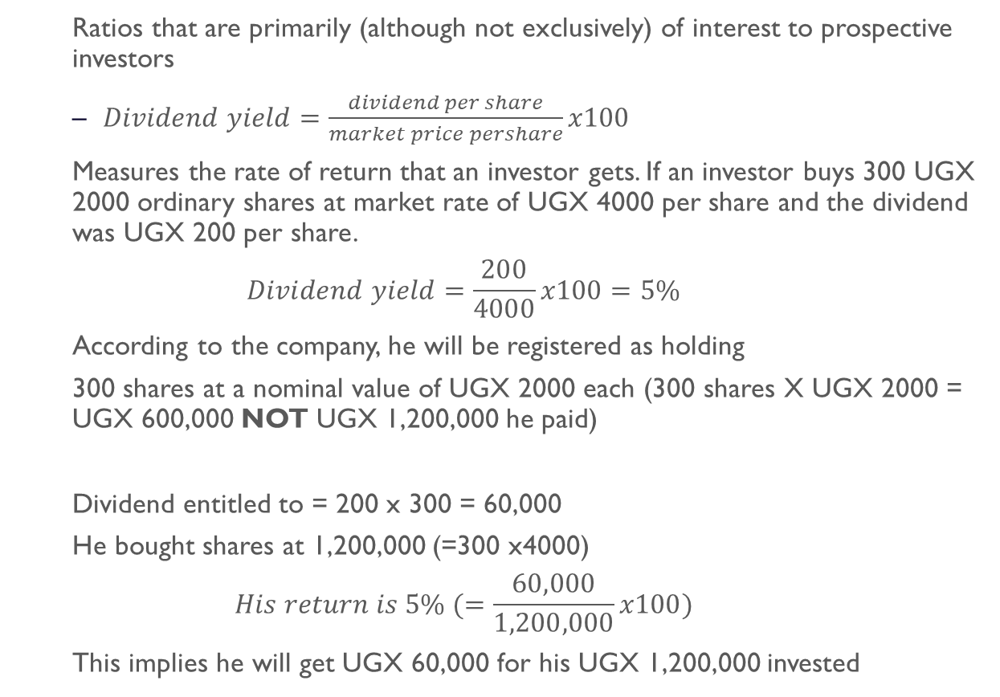 Ratios that are primarily (although not exclusively) of interest to prospective
investors
– Dividend yield = dividend per share / market price pershare x100
Measures the rate of return that an investor gets. If an investor buys 300 UGX
2000 ordinary shares at market rate of UGX 4000 per share and the dividend
was UGX 200 per share.
Dividend yield = 200 / 4000 x100 = 5%
According to the company, he will be registered as holding
300 shares at a nominal value of UGX 2000 each (300 shares X UGX 2000 =
UGX 600,000 NOT UGX 1,200,000 he paid)
Dividend entitled to = 200 x 300 = 60,000
He bought shares at 1,200,000 (=300 x4000)
His return is 5% (= 60,000 / 1,200,000 x100)
This implies he will get UGX 60,000 for his UGX 1,200,000 invested